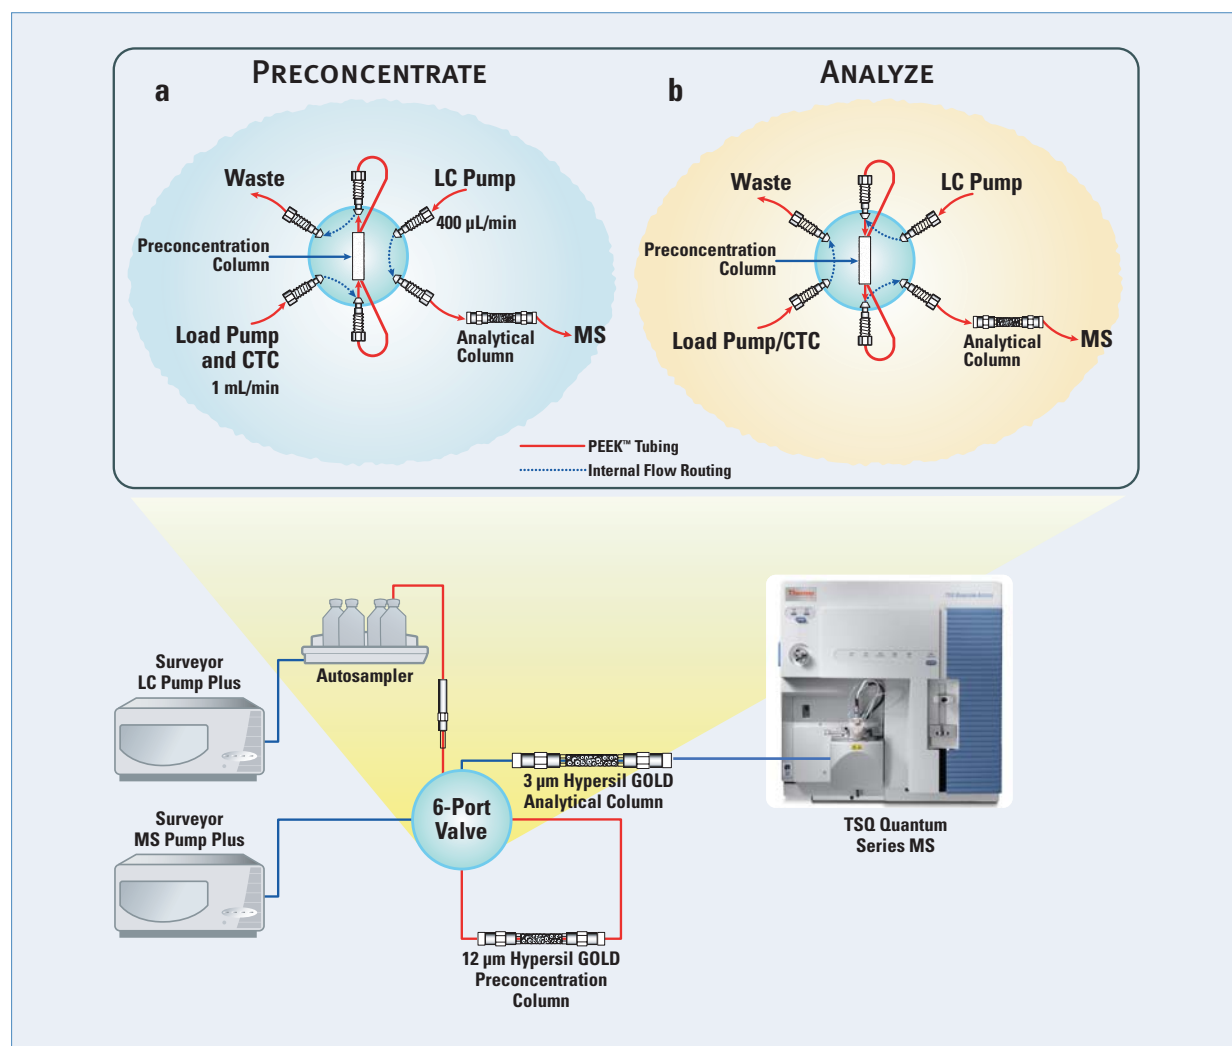 PRECONCENTRATE
a
Waste
LC Pump
400 µL/min
Preconcentration
Column
Load Pump
and CTC
1 mL/min
Analytical
Column
MS
ANALYZE
b
Waste
LC Pump
Preconcentration
Column
Load Pump/CTC
Analytical
Column
MS
PEEK™ Tubing
Internal Flow Routing
Autosampler
Surveyor
LC Pump Plus
Surveyor
MS Pump Plus
6-Port
Valve
3 µm Hypersil GOLD
Analytical Column
12 µm Hypersil GOLD
Preconcentration
Column
Thermo
TSQ Quantum
Series MS